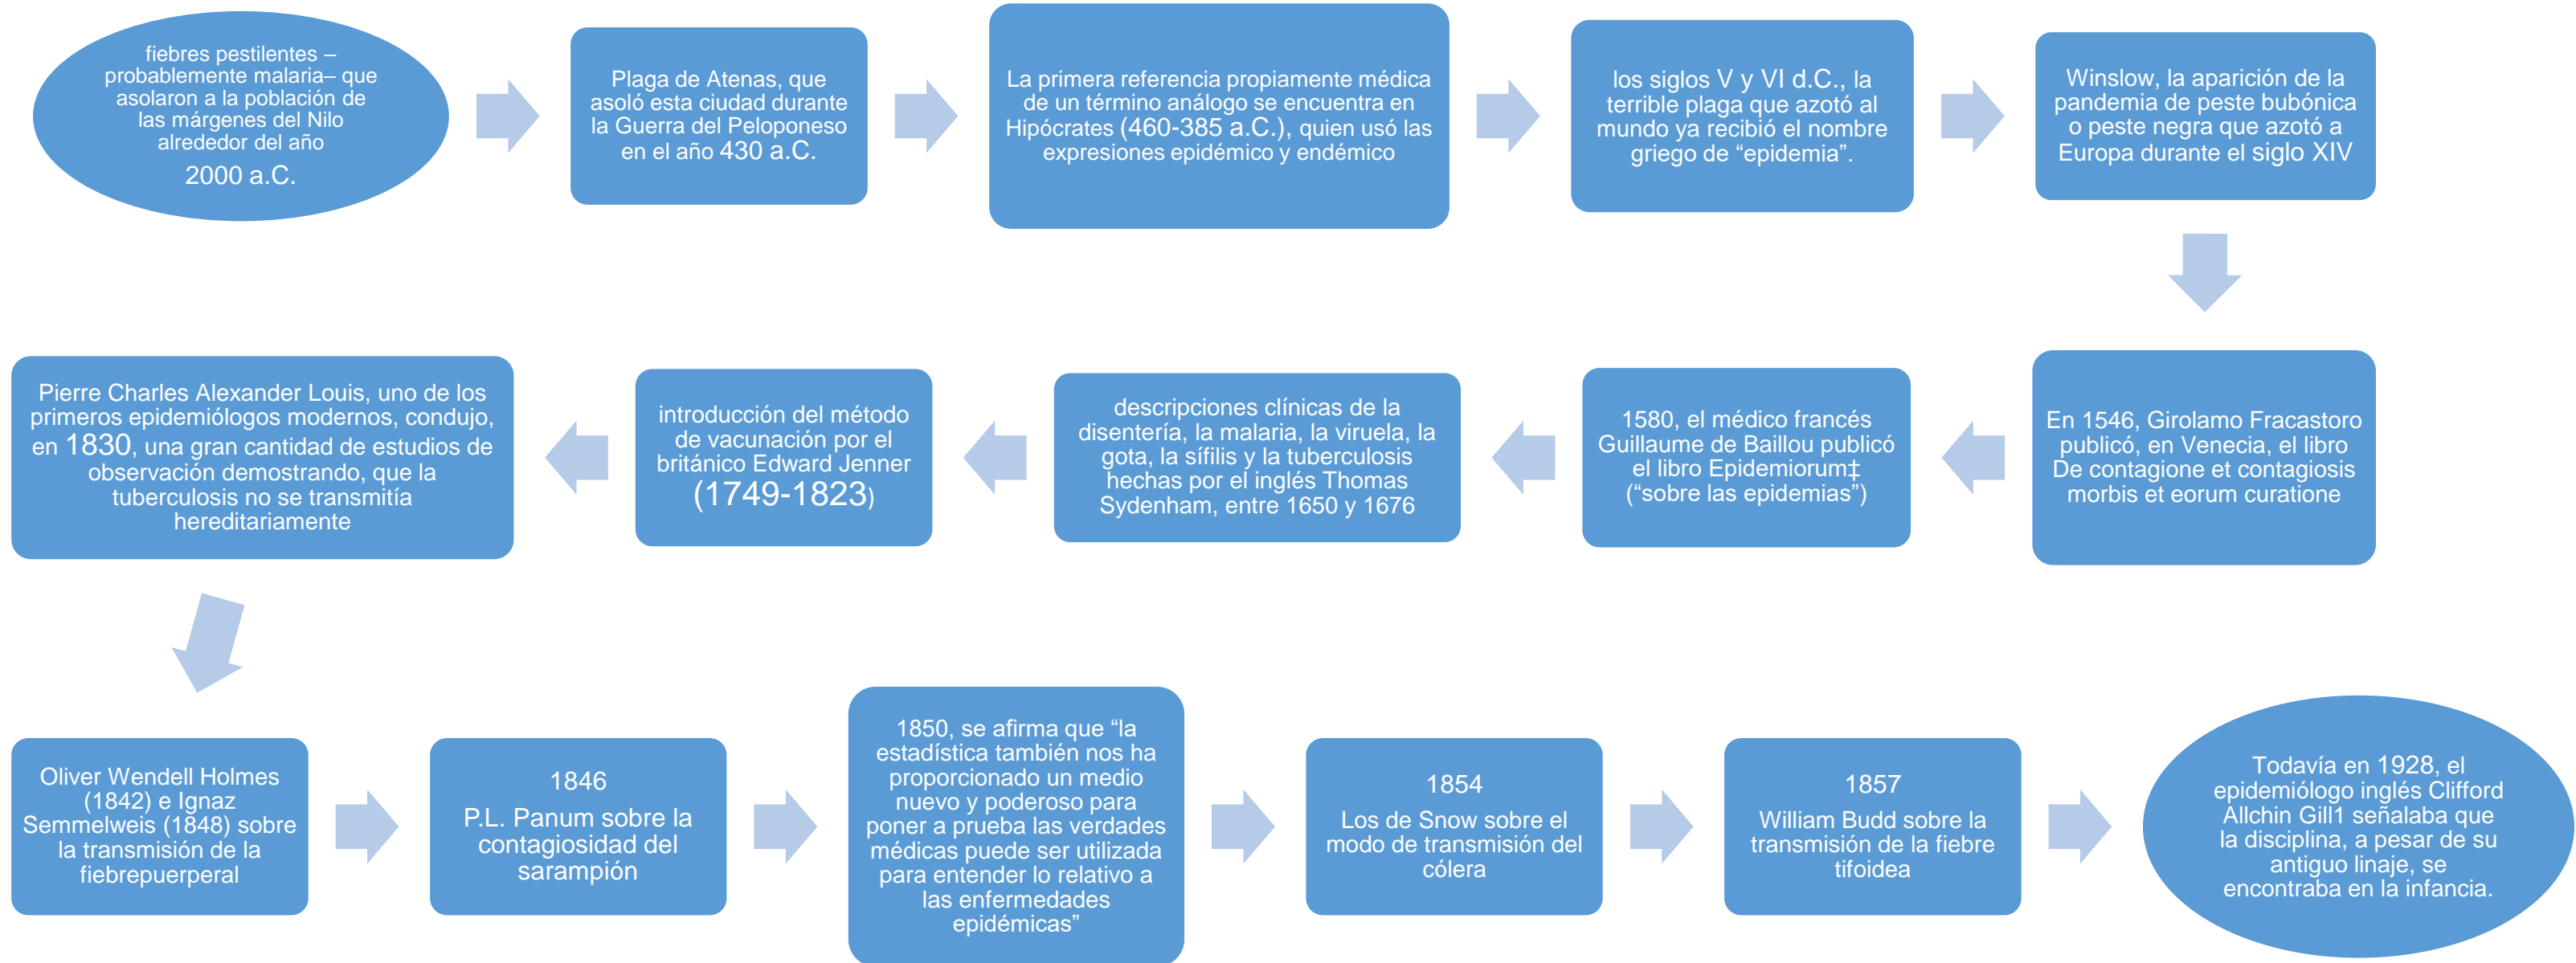 fiebres pestilentes –
probablemente malaria– que
asolaron a la población de
las márgenes del Nilo
alrededor del año
2000 a.C.
Plaga de Atenas, que
asoló esta ciudad durante
la Guerra del Peloponeso
en el año 430 a.C.
La primera referencia propiamente médica
de un término análogo se encuentra en
Hipócrates (460-385 a.C.), quien usó las
expresiones epidémico y endémico
los siglos V y VI d.C., la
terrible plaga que azotó al
mundo ya recibió el nombre
griego de “epidemia”.
Winslow, la aparición de la
pandemia de peste bubónica
o peste negra que azotó a
Europa durante el siglo XIV
En 1546, Girolamo Fracastoro
publicó, en Venecia, el libro
De contagione et contagiosis
morbis et eorum curatione
1580, el médico francés
Guillaume de Baillou publicó
el libro Epidemiorum‡
(“sobre las epidemias”)
descripciones clínicas de la
disentería, la malaria, la viruela, la
gota, la sífilis y la tuberculosis
hechas por el inglés Thomas
Sydenham, entre 1650 y 1676
introducción del método
de vacunación por el
británico Edward Jenner
(1749-1823)
Pierre Charles Alexander Louis, uno de los
primeros epidemiólogos modernos, condujo,
en 1830, una gran cantidad de estudios de
observación demostrando, que la
tuberculosis no se transmitía
hereditariamente
Oliver Wendell Holmes
(1842) e Ignaz
Semmelweis (1848) sobre
la transmisión de la
fiebrepuerperal
1846
P.L. Panum sobre la
contagiosidad del
sarampión
1850, se afirma que “la
estadística también nos ha
proporcionado un medio
nuevo y poderoso para
poner a prueba las verdades
médicas puede ser utilizada
para entender lo relativo a
las enfermedades
epidémicas”
1854
Los de Snow sobre el
modo de transmisión del
cólera
1857
William Budd sobre la
transmisión de la fiebre
tifoidea
Todavía en 1928, el
epidemiólogo inglés Clifford
Allchin Gill1 señalaba que
la disciplina, a pesar de su
antiguo linaje, se
encontraba en la infancia.